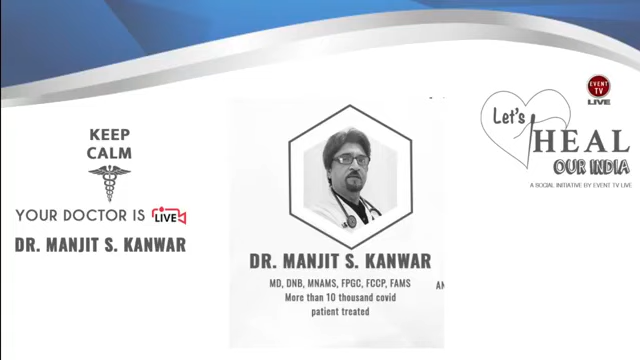 KEEP
CALM
YOUR DOCTOR IS LIVE
DR. MANJIT S. KANWAR
DR. MANJIT S. KANWAR
MD, DNB, MNAMS, FPGC, FCCP, FAMS
More than 10 thousand covid
patient treated
AN
EVENT
TV
LIVE
Let's
HEAL
OUR INDIA
A SOCIAL INITIATIVE BY EVENT TV LIVE